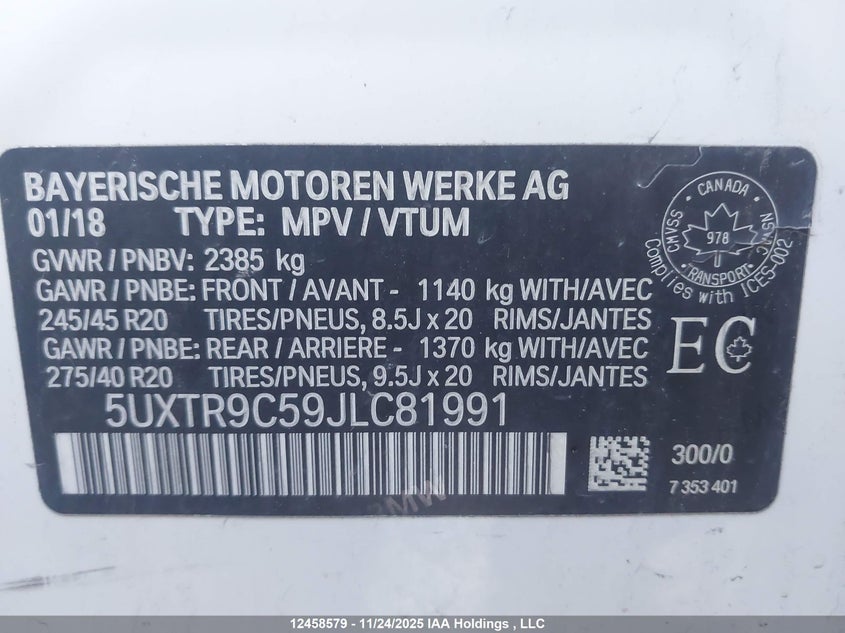 BAYERISCHE MOTOREN WERKE AG
01/18 TYPE: MPV / VTUM
GVWR / PNBV: 2385 kg
GAWR / PNBE: FRONT / AVANT - 1140 kg WITH/AVEC
245/45 R20 TIRES/PNEUS, 8.5J x 20 RIMS/JANTES
GAWR / PNBE: REAR / ARRIERE - 1370 kg WITH/AVEC
275/40 R20 TIRES/PNEUS, 9.5J x 20 RIMS/JANTES
5UXTR9C59JLC81991
CANADA
CMVSS
NSVAC
978
TRANSPORT
Complies with ICES-002
EC
300/0
7 353 401
BMW
12458579 - 11/24/2025 IAA Holdings , LLC